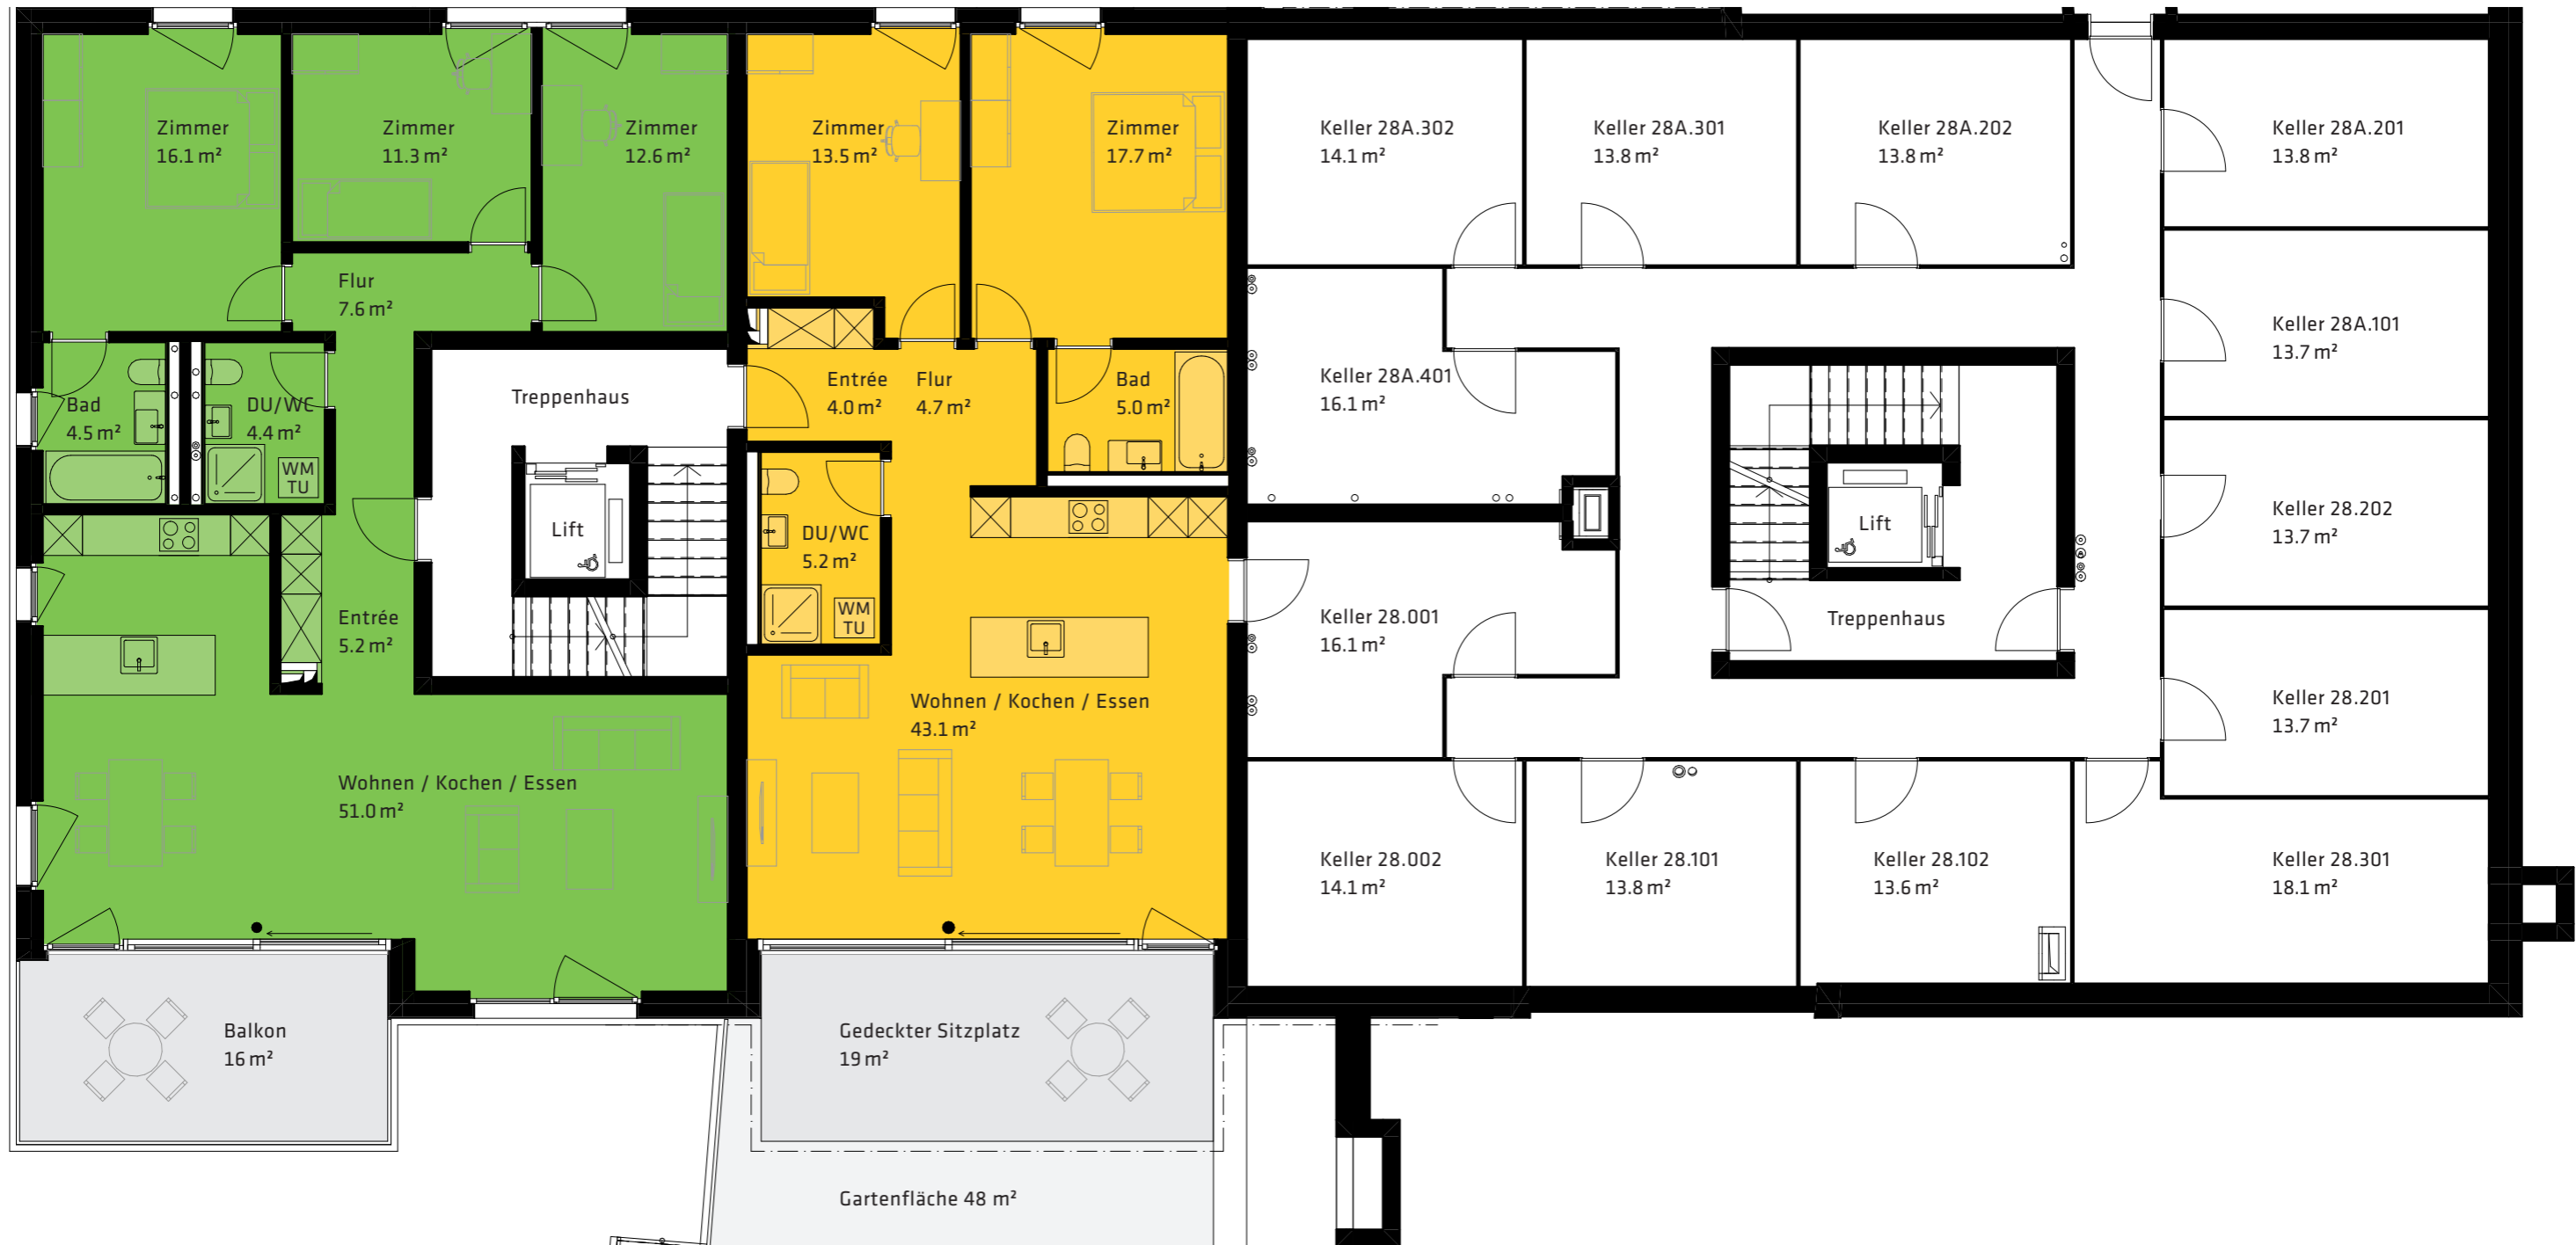 Zimmer
16.1 m²
Zimmer
11.3 m²
Zimmer
12.6 m²
Zimmer
13.5 m²
Zimmer
17.7 m²
Keller 28A.302
14.1 m²
Keller 28A.301
13.8 m²
Keller 28A.202
13.8 m²
Keller 28A.201
13.8 m²
Flur
7.6 m²
Keller 28A.101
13.7 m²
Bad
4.5 m²
DU/WC
4.4 m²
WM
TU
Treppenhaus
Entrée
4.0 m²
Flur
4.7 m²
Bad
5.0 m²
Keller 28A.401
16.1 m²
Lift
DU/WC
5.2 m²
WM
TU
Lift
Keller 28.202
13.7 m²
Entrée
5.2 m²
Keller 28.001
16.1 m²
Treppenhaus
Wohnen / Kochen / Essen
43.1 m²
Keller 28.201
13.7 m²
Wohnen / Kochen / Essen
51.0 m²
Keller 28.002
14.1 m²
Keller 28.101
13.8 m²
Keller 28.102
13.6 m²
Keller 28.301
18.1 m²
Balkon
16 m²
Gedeckter Sitzplatz
19 m²
Gartenfläche 48 m²